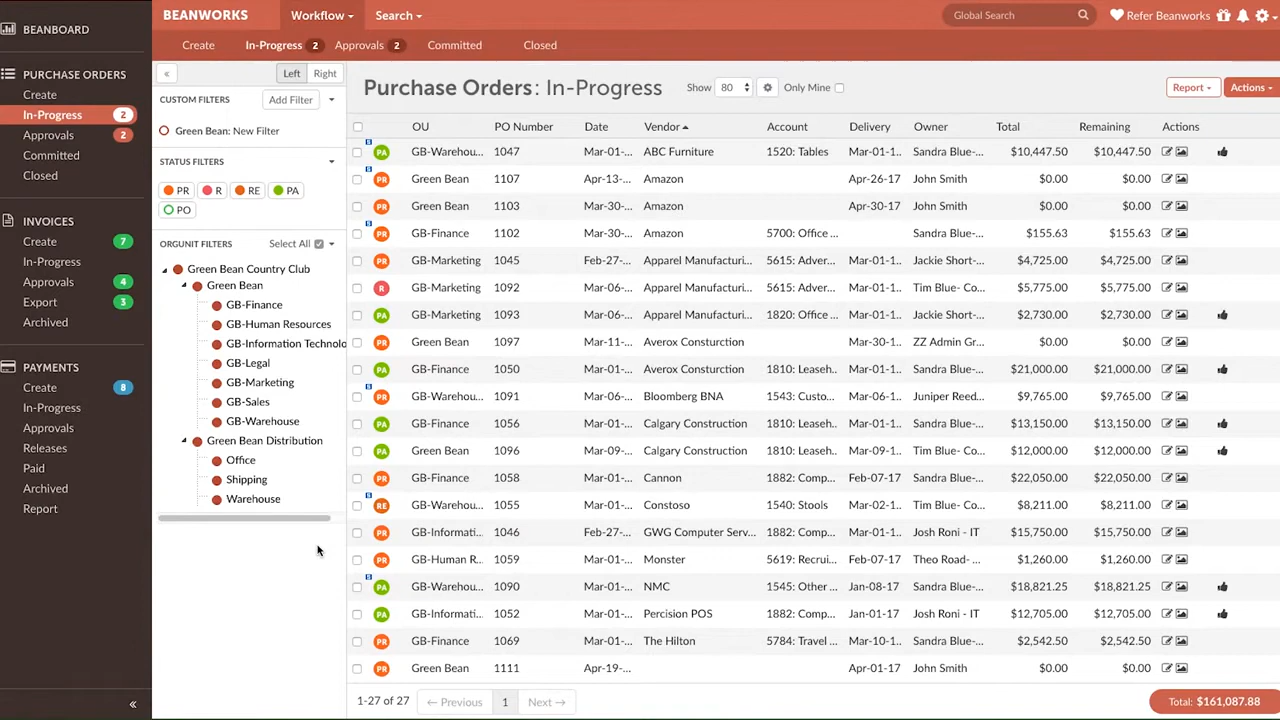 BEANBOARD
PURCHASE ORDERS
Create
In-Progress 2
Approvals 2
Committed
Closed
INVOICES
Create 7
In-Progress
Approvals 4
Export 3
Archived
PAYMENTS
Create 8
In-Progress
Approvals
Releases
Paid
Archived
Report
«
BEANWORKS Workflow Search Global Search Refer Beanworks
Create In-Progress 2 Approvals 2 Committed Closed
« Left Right
CUSTOM FILTERS Add Filter
Green Bean: New Filter
STATUS FILTERS
PR R RE PA
PO
ORGUNIT FILTERS Select All
Green Bean Country Club
Green Bean
GB-Finance
GB-Human Resources
GB-Information Technolo
GB-Legal
GB-Marketing
GB-Sales
GB-Warehouse
Green Bean Distribution
Office
Shipping
Warehouse
Purchase Orders: In-Progress Show 80 Only Mine Report Actions
OU PO Number Date Vendor Account Delivery Owner Total Remaining Actions
PA GB-Warehou... 1047 Mar-01-... ABC Furniture 1520: Tables Mar-01-1... Sandra Blue-... $10,447.50 $10,447.50
PR Green Bean 1107 Apr-13-... Amazon Apr-26-17 John Smith $0.00 $0.00
PR Green Bean 1103 Mar-30-... Amazon Apr-30-17 John Smith $0.00 $0.00
PR GB-Finance 1102 Mar-30-... Amazon 5700: Office ... Sandra Blue-... $155.63 $155.63
PR GB-Marketing 1045 Feb-27-... Apparel Manufacturi... 5615: Adver... Mar-01-1... Jackie Short-... $4,725.00 $4,725.00
R GB-Marketing 1092 Mar-06-... Apparel Manufacturi... 5615: Adver... Mar-01-1... Tim Blue- Co... $5,775.00 $5,775.00
PA GB-Marketing 1093 Mar-06-... Apparel Manufacturi... 1820: Office ... Mar-01-1... Jackie Short-... $2,730.00 $2,730.00
PR Green Bean 1097 Mar-11-... Averox Consturction Mar-30-1... ZZ Admin Gr... $0.00 $0.00
PA GB-Finance 1050 Mar-01-... Averox Consturction 1810: Leaseh.. Mar-01-1... Sandra Blue-... $21,000.00 $21,000.00
PR GB-Warehou... 1091 Mar-06-... Bloomberg BNA 1543: Custo... Mar-06-1... Juniper Reed... $9,765.00 $9,765.00
PA GB-Finance 1056 Mar-01-... Calgary Construction 1810: Leaseh.. Mar-01-1... Sandra Blue-... $13,150.00 $13,150.00
PA Green Bean 1096 Mar-09-... Calgary Construction 1810: Leaseh.. Mar-09-1... Tim Blue- Co... $12,000.00 $12,000.00
PR GB-Finance 1058 Mar-01-... Cannon 1882: Comp... Feb-07-17 Sandra Blue-... $22,050.00 $22,050.00
RE GB-Warehou... 1055 Mar-01-... Constoso 1540: Stools Mar-02-1... Tim Blue- Co... $8,211.00 $8,211.00
PR GB-Informati... 1046 Feb-27-... GWG Computer Serv... 1882: Comp... Mar-01-1... Josh Roni - IT $15,750.00 $15,750.00
PR GB-Human R... 1059 Mar-01-... Monster 5619: Recrui... Feb-07-17 Theo Road- ... $1,260.00 $1,260.00
PA GB-Warehou... 1090 Mar-01-... NMC 1545: Other ... Jan-08-17 Sandra Blue-... $18,821.25 $18,821.25
PA GB-Informati... 1052 Mar-01-... Percision POS 1882: Comp... Jan-01-17 Josh Roni - IT $12,705.00 $12,705.00
PR GB-Finance 1069 Mar-01-... The Hilton 5784: Travel ... Mar-10-1... Sandra Blue-... $2,542.50 $2,542.50
PR Green Bean 1111 Apr-19-... Apr-01-17 John Smith $0.00 $0.00
1-27 of 27 ← Previous 1 Next → Total: $161,087.88